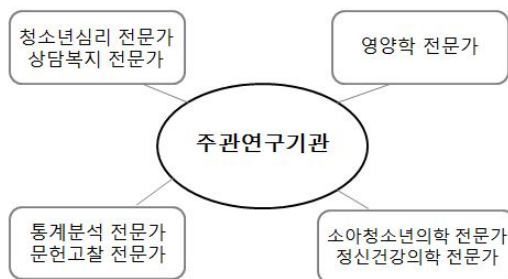 청소년심리 전문가
상담복지 전문가
영양학 전문가
주관연구기관
통계분석 전문가
문헌고찰 전문가
소아청소년의학 전문가
정신건강의학 전문가